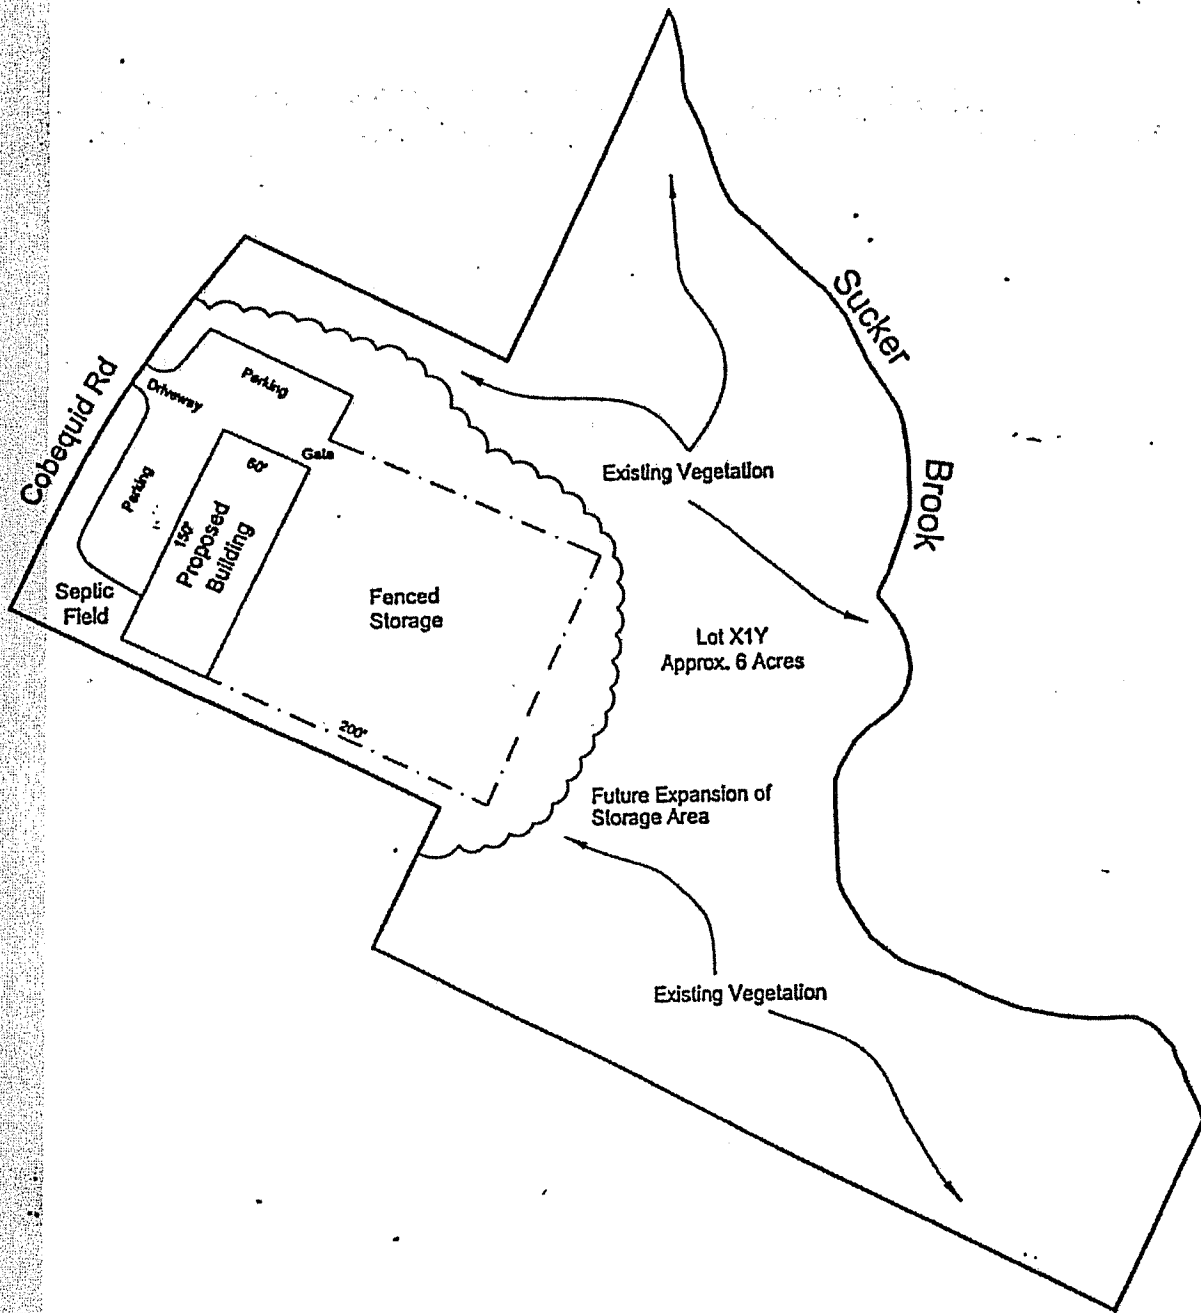 Sucker
Brook
Cobequid Rd
Driveway
Parking
Gate
60'
Parking
150'
Proposed
Building
Existing Vegetation
Septic
Field
Fenced
Storage
Lot X1Y
Approx. 6 Acres
200'
Future Expansion of
Storage Area
Existing Vegetation